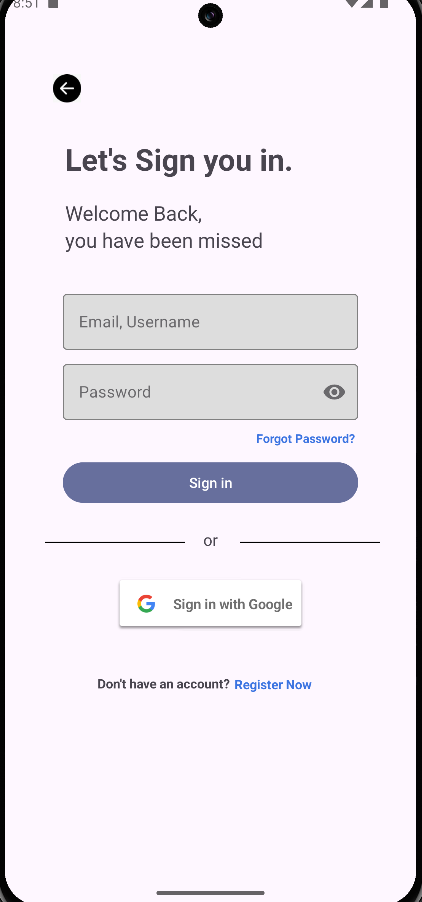 8:51
Let's Sign you in.
Welcome Back,
you have been missed
Email, Username
Password
Forgot Password?
Sign in
or
Sign in with Google
Don't have an account? Register Now